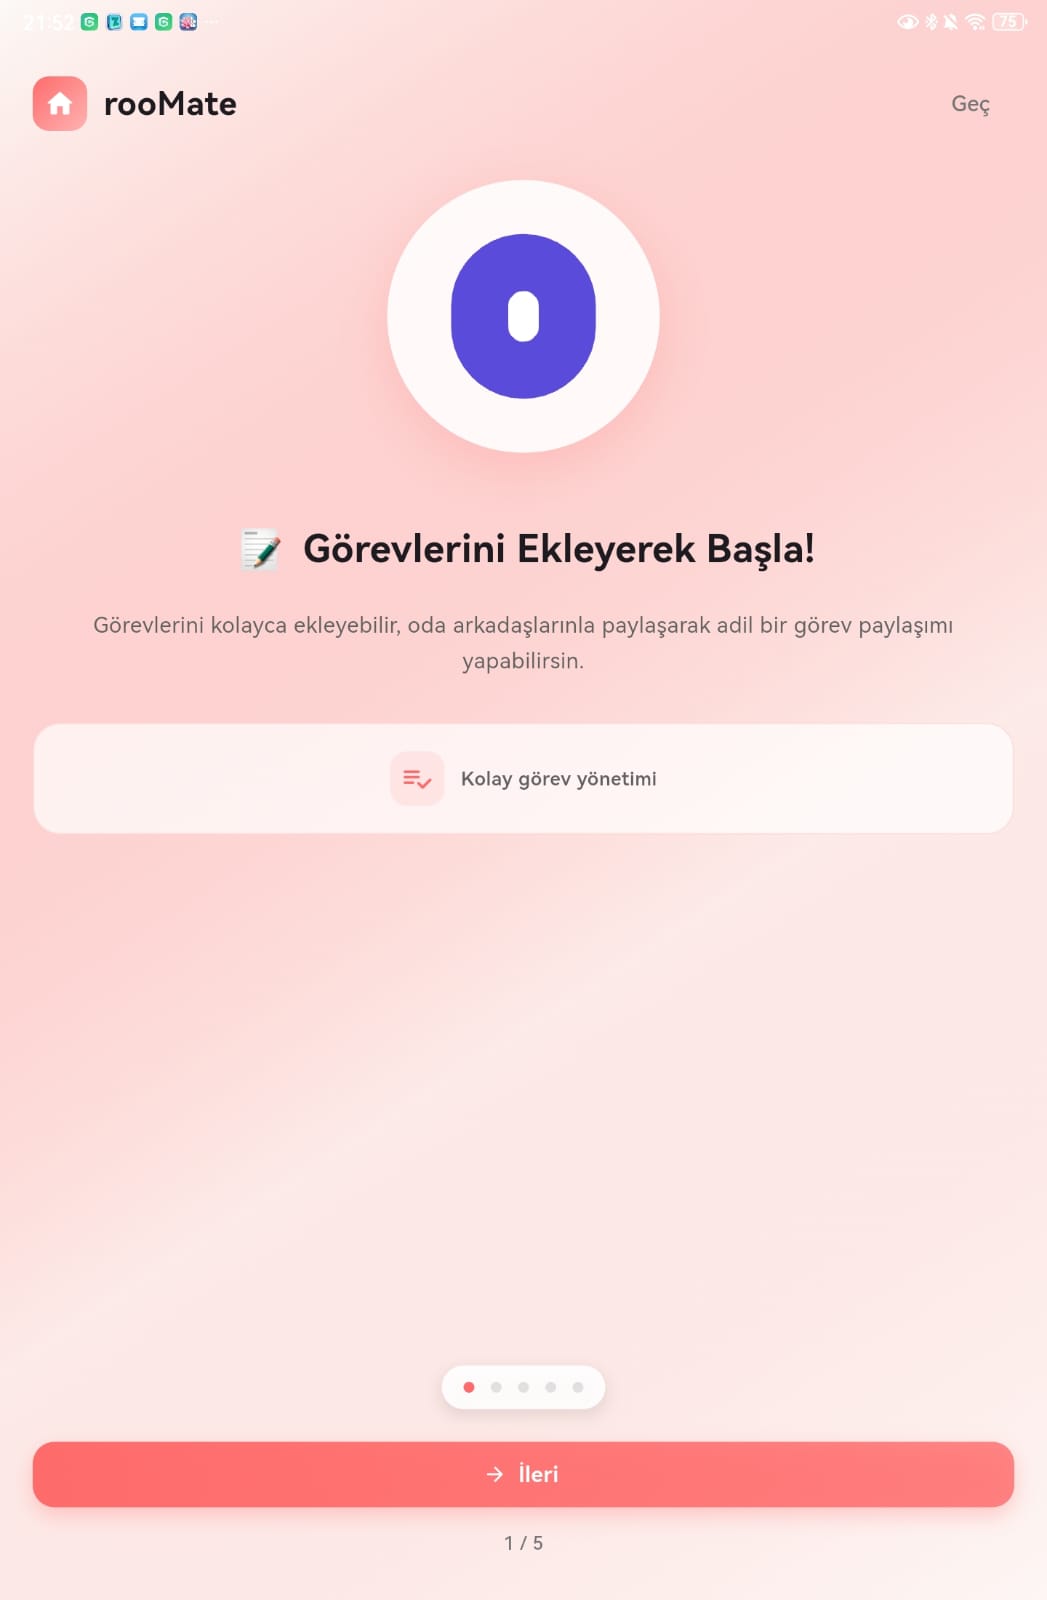 21:52
75
rooMate
Geç
Görevlerini Ekleyerek Başla!
Görevlerini kolayca ekleyebilir, oda arkadaşlarınla paylaşarak adil bir görev paylaşımı
yapabilirsin.
Kolay görev yönetimi
→ İleri
1 / 5